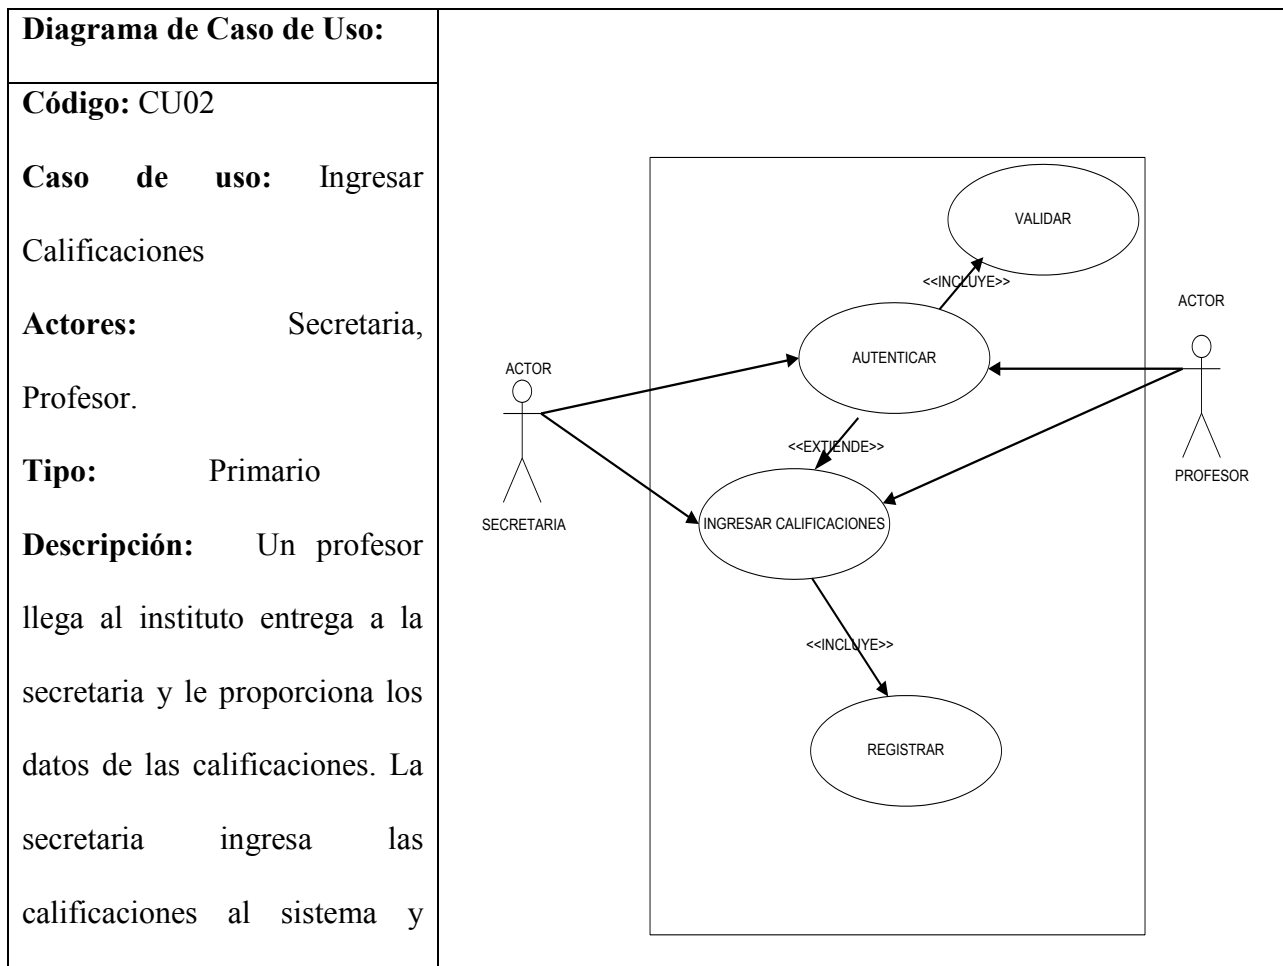 Diagrama de Caso de Uso:
Código: CU02
Caso de uso: Ingresar
Calificaciones
Actores: Secretaria,
Profesor.
Tipo: Primario
Descripción: Un profesor
llega al instituto entrega a la
secretaria y le proporciona los
datos de las calificaciones. La
secretaria ingresa las
calificaciones al sistema y
VALIDAR
<<INCLUYE>>
ACTOR
AUTENTICAR
ACTOR
<<EXTIENDE>>
PROFESOR
SECRETARIA
INGRESAR CALIFICACIONES
<<INCLUYE>>
REGISTRAR